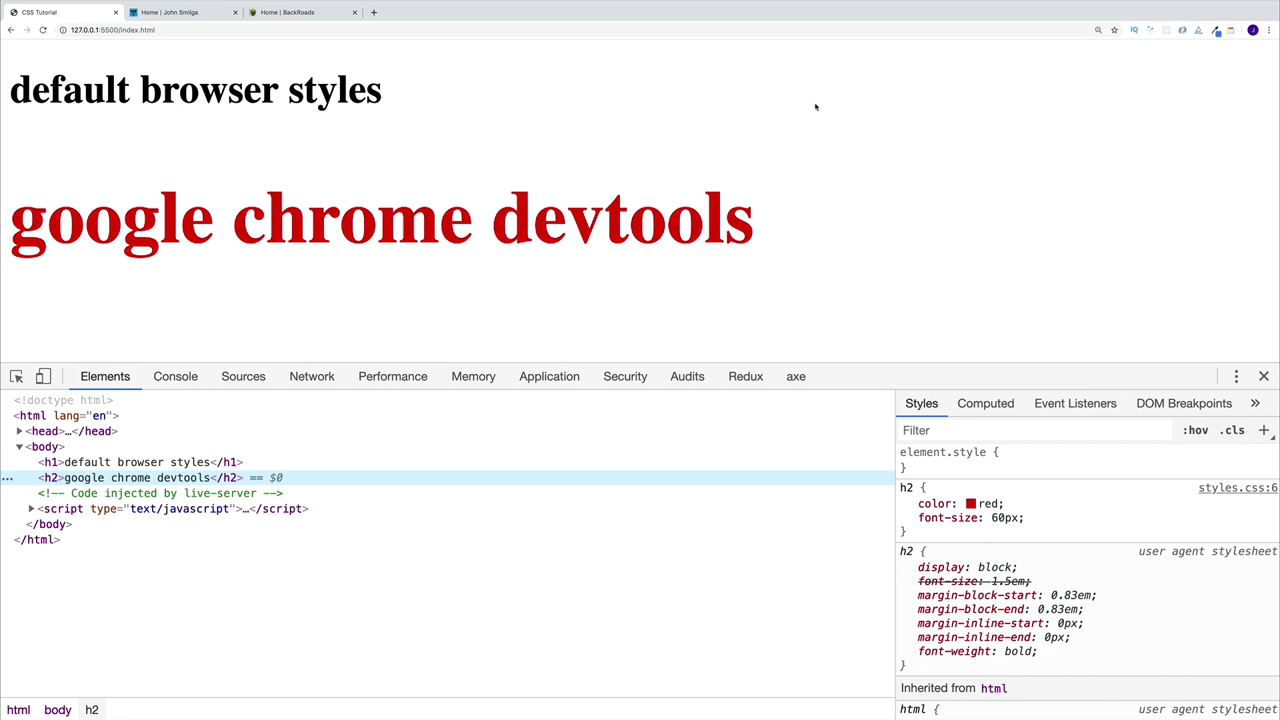 CSS Tutorial
Home | John Smilga
Home | BackRoads
127.0.0.1:5500/index.html
default browser styles
google chrome devtools
Elements Console Sources Network Performance Memory Application Security Audits Redux axe
<!doctype html>
<html lang="en">
<head>…</head>
<body>
<h1>default browser styles</h1>
<h2>google chrome devtools</h2> == $0
<!-- Code injected by live-server -->
<script type="text/javascript">…</script>
</body>
</html>
html body h2
Styles Computed Event Listeners DOM Breakpoints »
Filter :hov .cls +
element.style {
}
h2 { styles.css:6
color: red;
font-size: 60px;
}
h2 { user agent stylesheet
display: block;
font-size: 1.5em;
margin-block-start: 0.83em;
margin-block-end: 0.83em;
margin-inline-start: 0px;
margin-inline-end: 0px;
font-weight: bold;
}
Inherited from html
html { user agent stylesheet